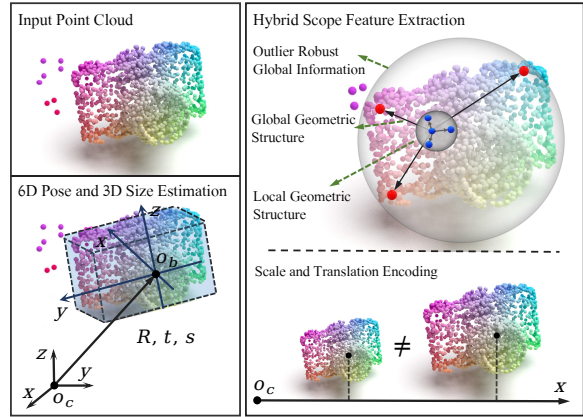 Input Point Cloud
6D Pose and 3D Size Estimation
z
x
o_b
y
R, t, s
z
y
x
o_c
Hybrid Scope Feature Extraction
Outlier Robust
Global Information
Global Geometric
Structure
Local Geometric
Structure
Scale and Translation Encoding
≠
o_c
x